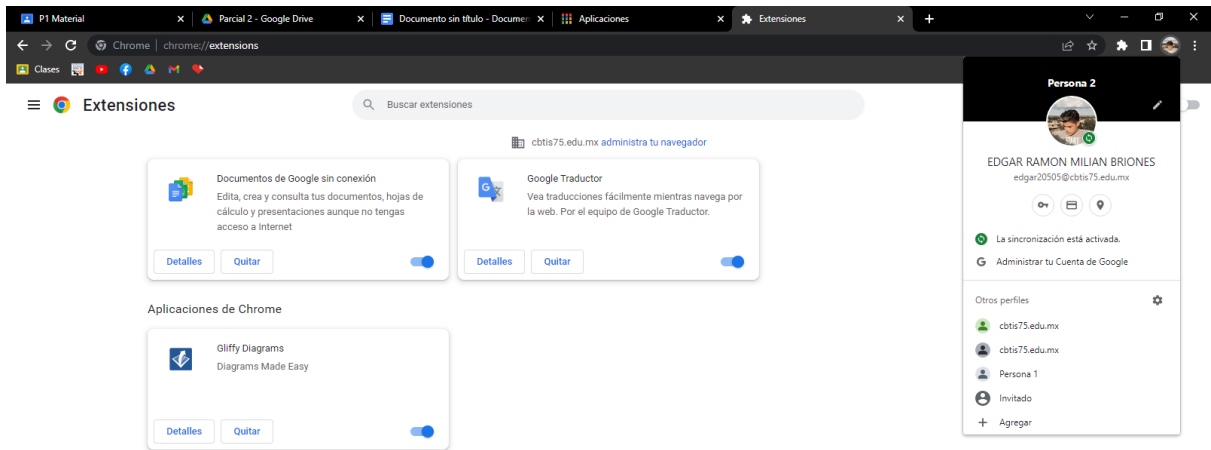 P1 Material
Parcial 2 - Google Drive
Documento sin título - Documen
Aplicaciones
Extensiones
Chrome | chrome://extensions
Clases
Extensiones
Buscar extensiones
cbtis75.edu.mx administra tu navegador
Documentos de Google sin conexión
Edita, crea y consulta tus documentos, hojas de
cálculo y presentaciones aunque no tengas
acceso a Internet
Detalles
Quitar
Google Traductor
Vea traducciones fácilmente mientras navega por
la web. Por el equipo de Google Traductor.
Detalles
Quitar
Aplicaciones de Chrome
Gliffy Diagrams
Diagrams Made Easy
Detalles
Quitar
Persona 2
EDGAR RAMON MILIAN BRIONES
edgar20505@cbtis75.edu.mx
La sincronización está activada.
Administrar tu Cuenta de Google
Otros perfiles
cbtis75.edu.mx
cbtis75.edu.mx
Persona 1
Invitado
Agregar